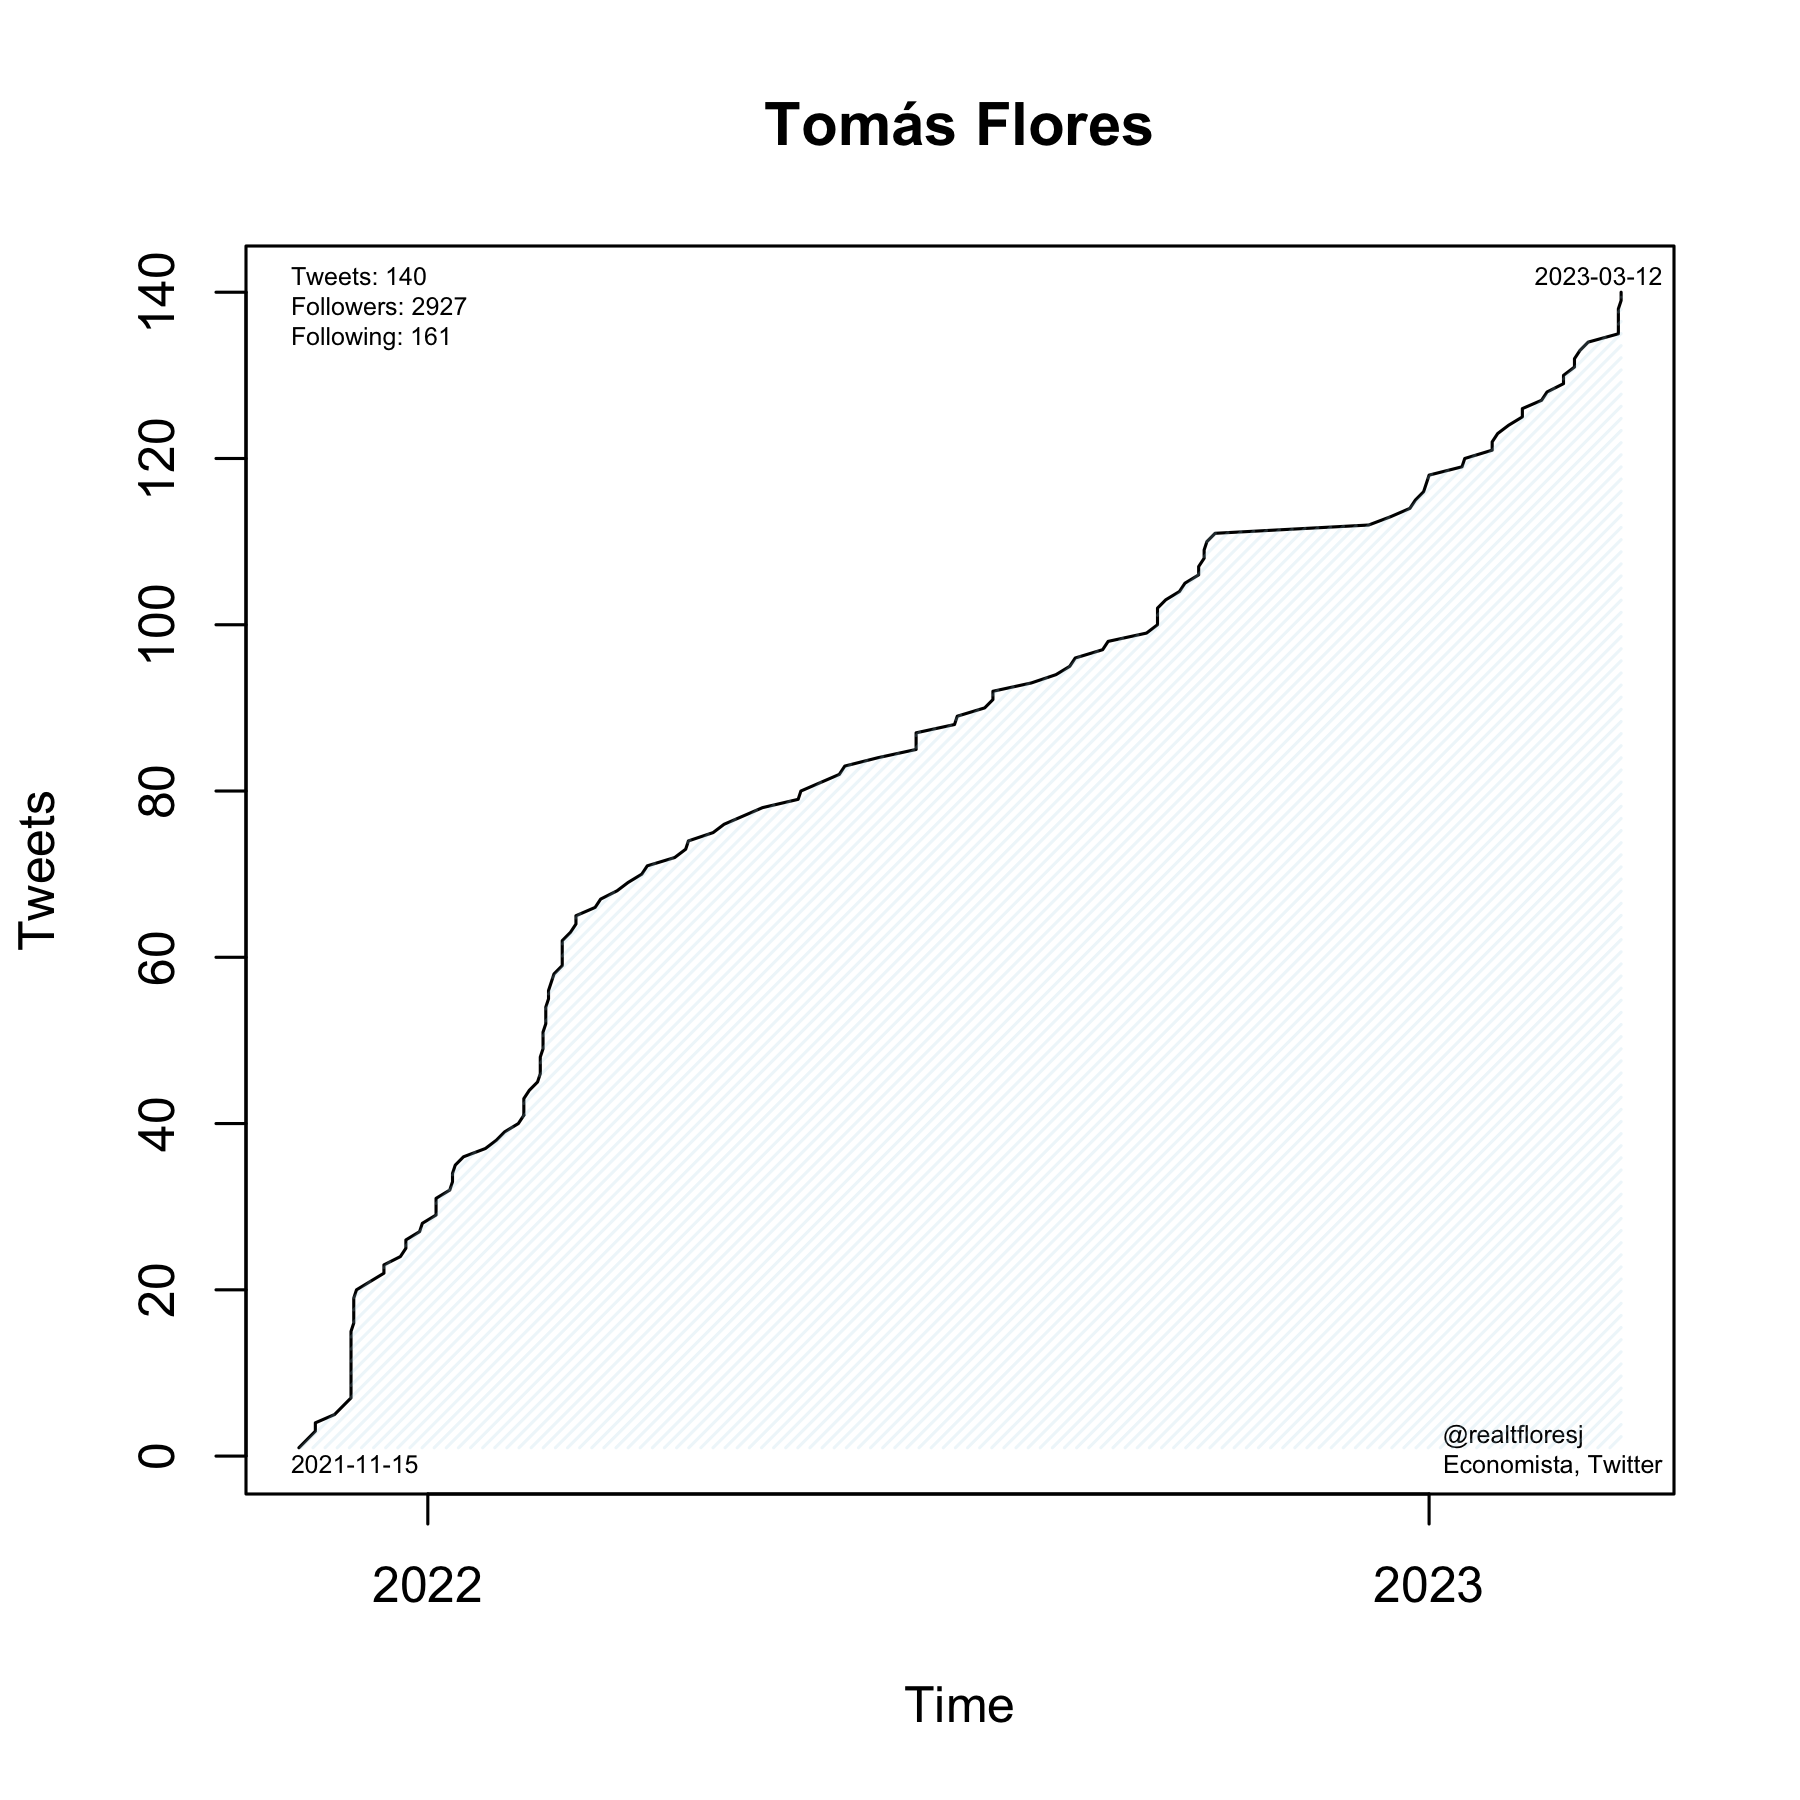 Tomás Flores
Tweets: 140
Followers: 2927
Following: 161
2023-03-12
140
120
100
80
60
40
20
0
Tweets
@realtfloresj
Economista, Twitter
2021-11-15
2022
2023
Time